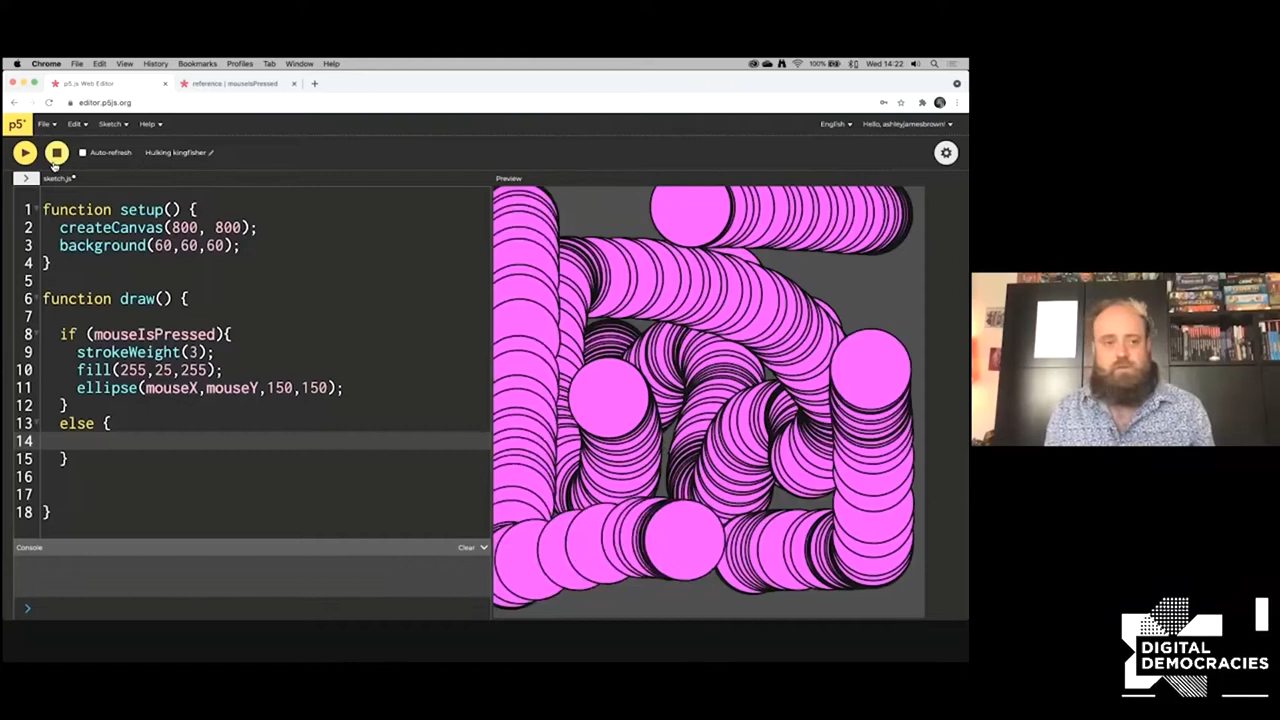 Chrome File Edit View History Bookmarks Profiles Tab Window Help 100% Wed 14:22
p5.js Web Editor reference | mouseIsPressed
editor.p5js.org
p5* File Edit Sketch Help English Hello, ashleyjamesbrown!
Auto-refresh Hulking kingfisher
sketch.js Preview
1 function setup() {
2 createCanvas(800, 800);
3 background(60,60,60);
4 }
5
6 function draw() {
7
8 if (mouseIsPressed){
9 strokeWeight(3);
10 fill(255,25,255);
11 ellipse(mouseX,mouseY,150,150);
12 }
13 else {
14
15 }
16
17
18 }
Console Clear
DIGITAL
DEMOCRACIES